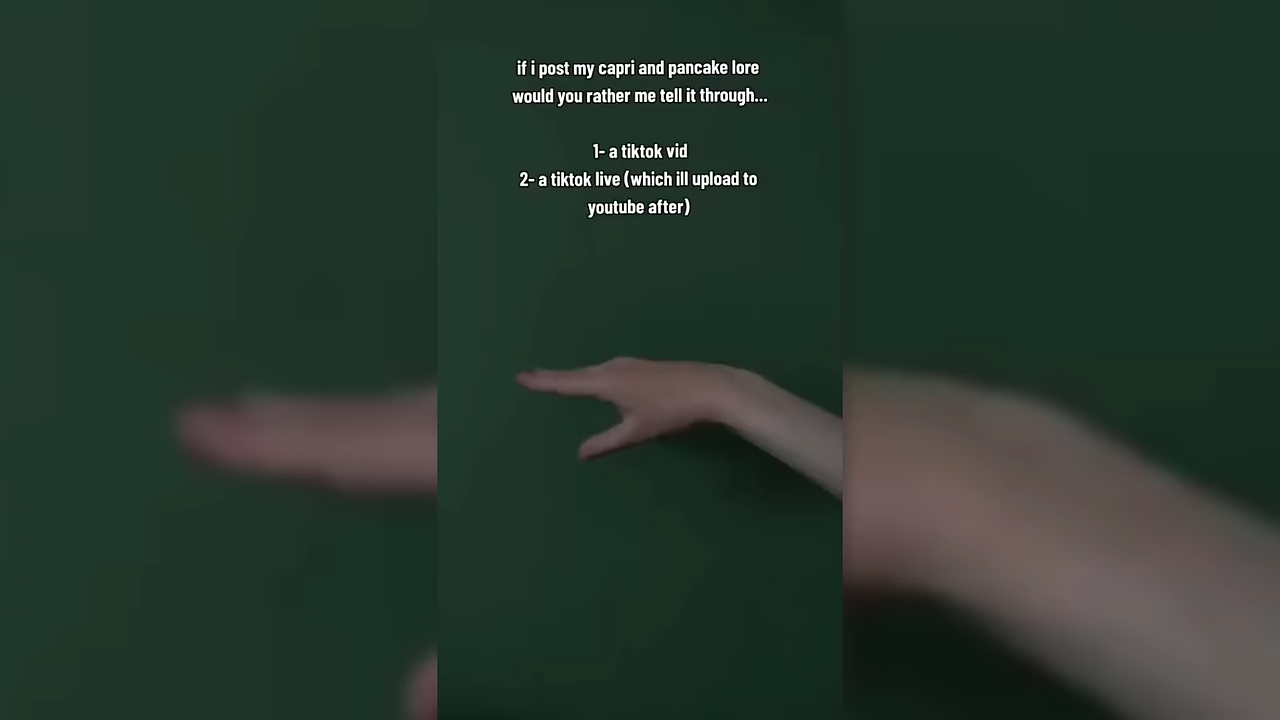 if i post my capri and pancake lore
would you rather me tell it through...
1- a tiktok vid
2- a tiktok live (which ill upload to
youtube after)